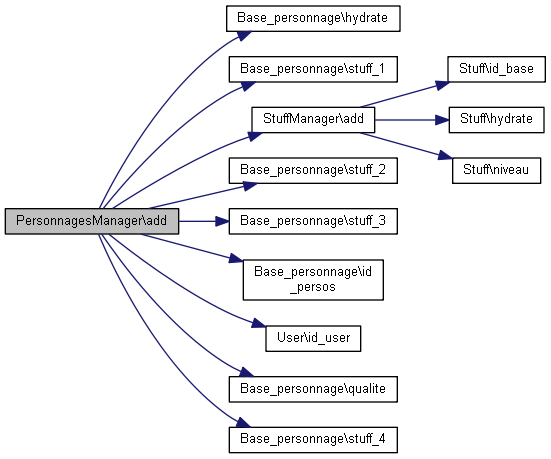 Base_personnage\hydrate
Base_personnage\stuff_1
Stuff\id_base
StuffManager\add
Stuff\hydrate
Base_personnage\stuff_2
Stuff\niveau
PersonnagesManager\add
Base_personnage\stuff_3
Base_personnage\id
_persos
User\id_user
Base_personnage\qualite
Base_personnage\stuff_4